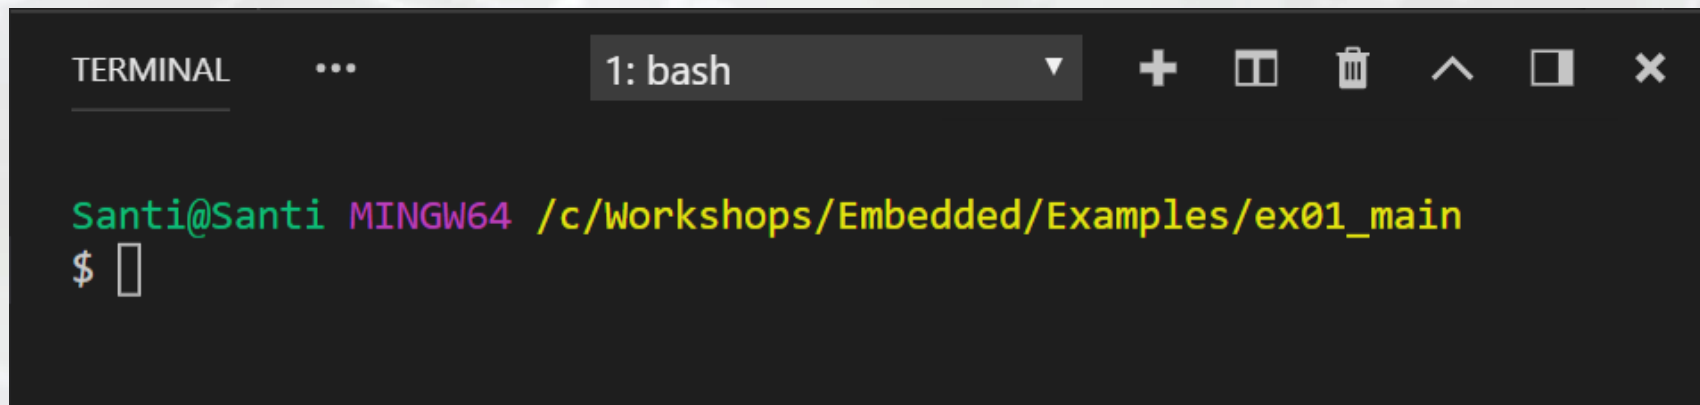 TERMINAL ••• 1: bash
Santi@Santi MINGW64 /c/Workshops/Embedded/Examples/ex01_main
$